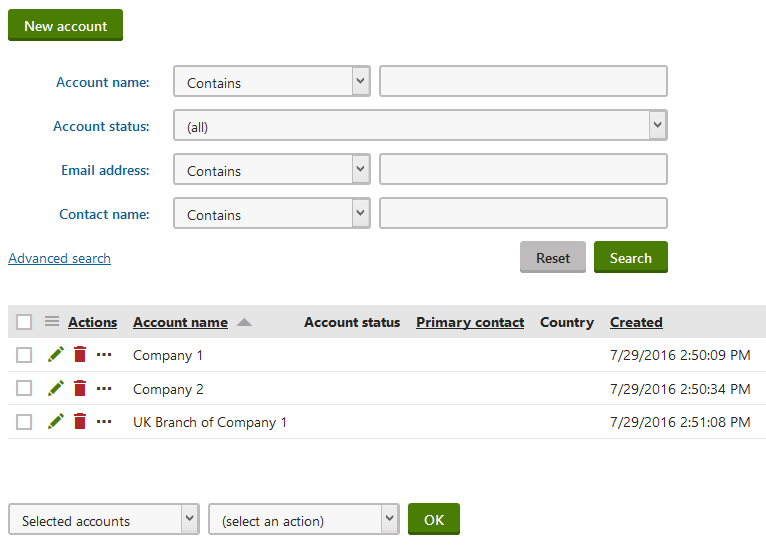 New account
Account name: Contains
Account status: (all)
Email address: Contains
Contact name: Contains
Advanced search Reset Search
Actions Account name Account status Primary contact Country Created
Company 1 7/29/2016 2:50:09 PM
Company 2 7/29/2016 2:50:34 PM
UK Branch of Company 1 7/29/2016 2:51:08 PM
Selected accounts (select an action) OK